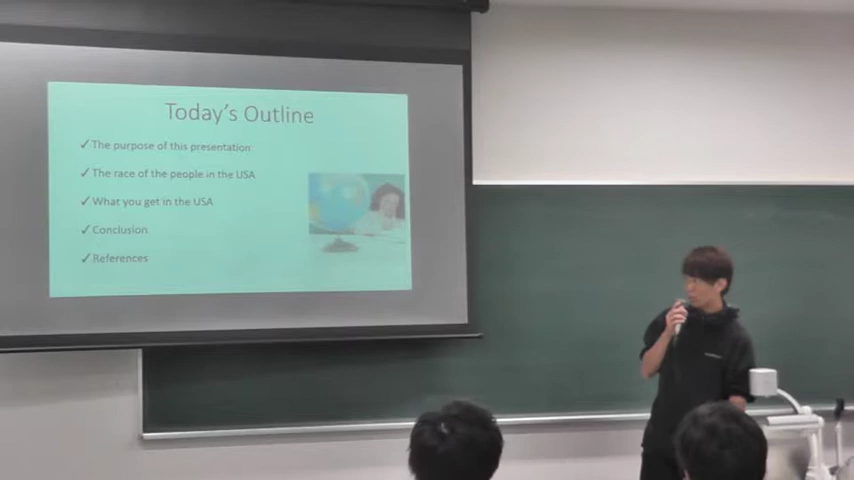 Today's Outline
✓The purpose of this presentation
✓The race of the people in the USA
✓What you get in the USA
✓Conclusion
✓References